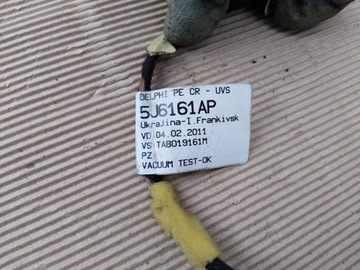 DELPHI PE CR - UVS
5J6161AP
Ukrajina-I.Frankivsk
VD 04.02.2011
VS TAB019161M
PZ
VACUUM TEST-OK